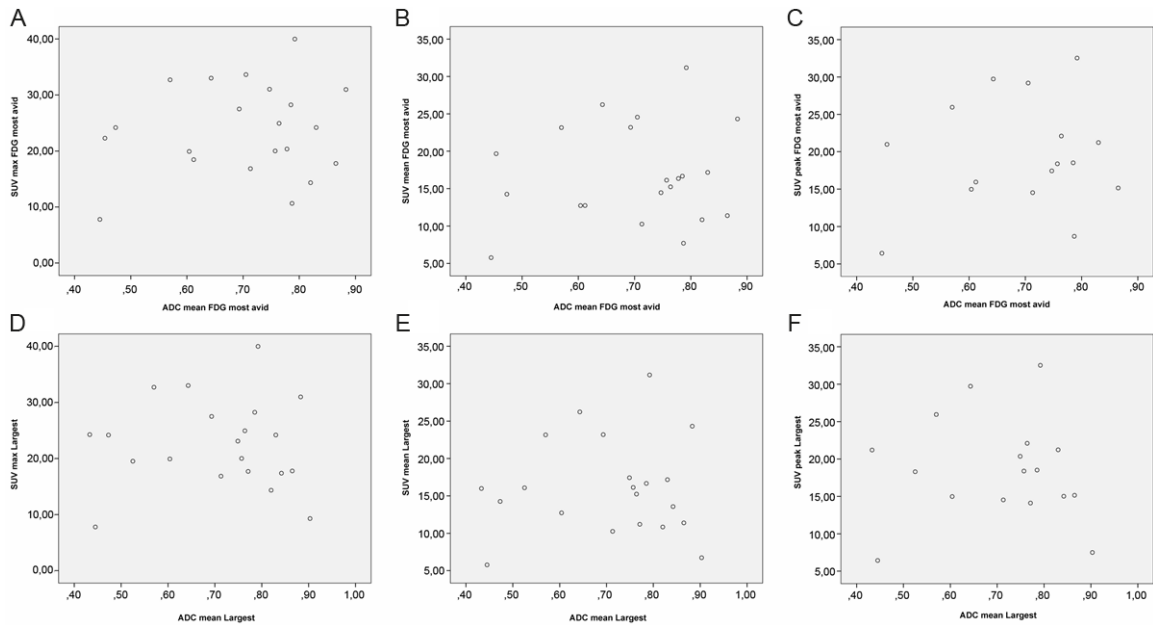 A
SUV max FDG most avid
40,00
30,00
20,00
10,00
0,00
,40 ,50 ,60 ,70 ,80 ,90
ADC mean FDG most avid
B
SUV mean FDG most avid
35,00
30,00
25,00
20,00
15,00
10,00
5,00
,40 ,50 ,60 ,70 ,80 ,90
ADC mean FDG most avid
C
SUV peak FDG most avid
35,00
30,00
25,00
20,00
15,00
10,00
5,00
,40 ,50 ,60 ,70 ,80 ,90
ADC mean FDG most avid
D
SUV max Largest
40,00
30,00
20,00
10,00
0,00
,40 ,50 ,60 ,70 ,80 ,90 1,00
ADC mean Largest
E
SUV mean Largest
35,00
30,00
25,00
20,00
15,00
10,00
5,00
,40 ,50 ,60 ,70 ,80 ,90 1,00
ADC mean Largest
F
SUV peak Largest
35,00
30,00
25,00
20,00
15,00
10,00
5,00
,40 ,50 ,60 ,70 ,80 ,90 1,00
ADC mean Largest